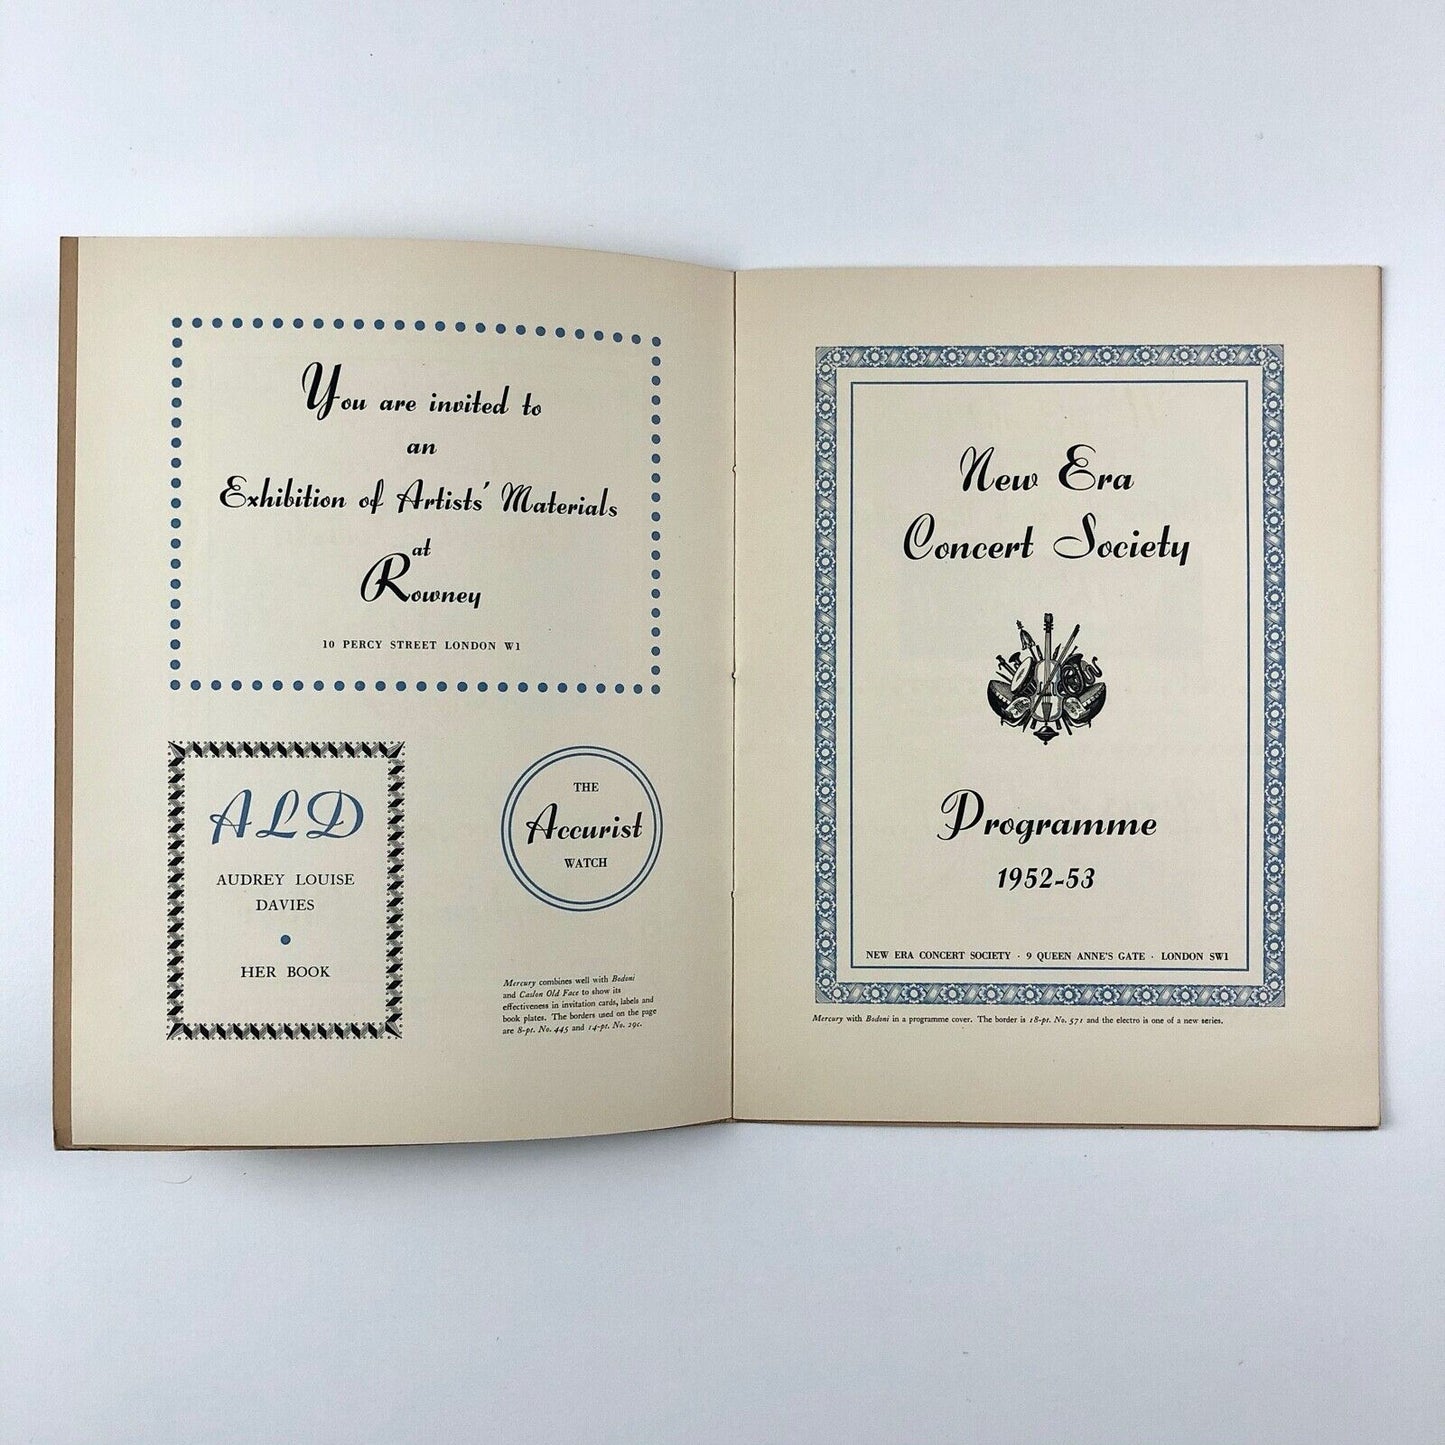 You are invited to
an
Exhibition of Artists' Materials
at
Rowney
10 PERCY STREET LONDON W1
ALD
AUDREY LOUISE
DAVIES
HER BOOK
THE
Accurist
WATCH
Mercury combines well with Bodoni
and Caslon Old Face to show its
effectiveness in invitation cards, labels and
book plates. The borders used on the page
are 8-pt. No. 445 and 14-pt. No. 29c.
New Era
Concert Society
Programme
1952-53
NEW ERA CONCERT SOCIETY · 9 QUEEN ANNE'S GATE · LONDON SW1
Mercury with Bodoni in a programme cover. The border is 18-pt. No. 571 and the electro is one of a new series.